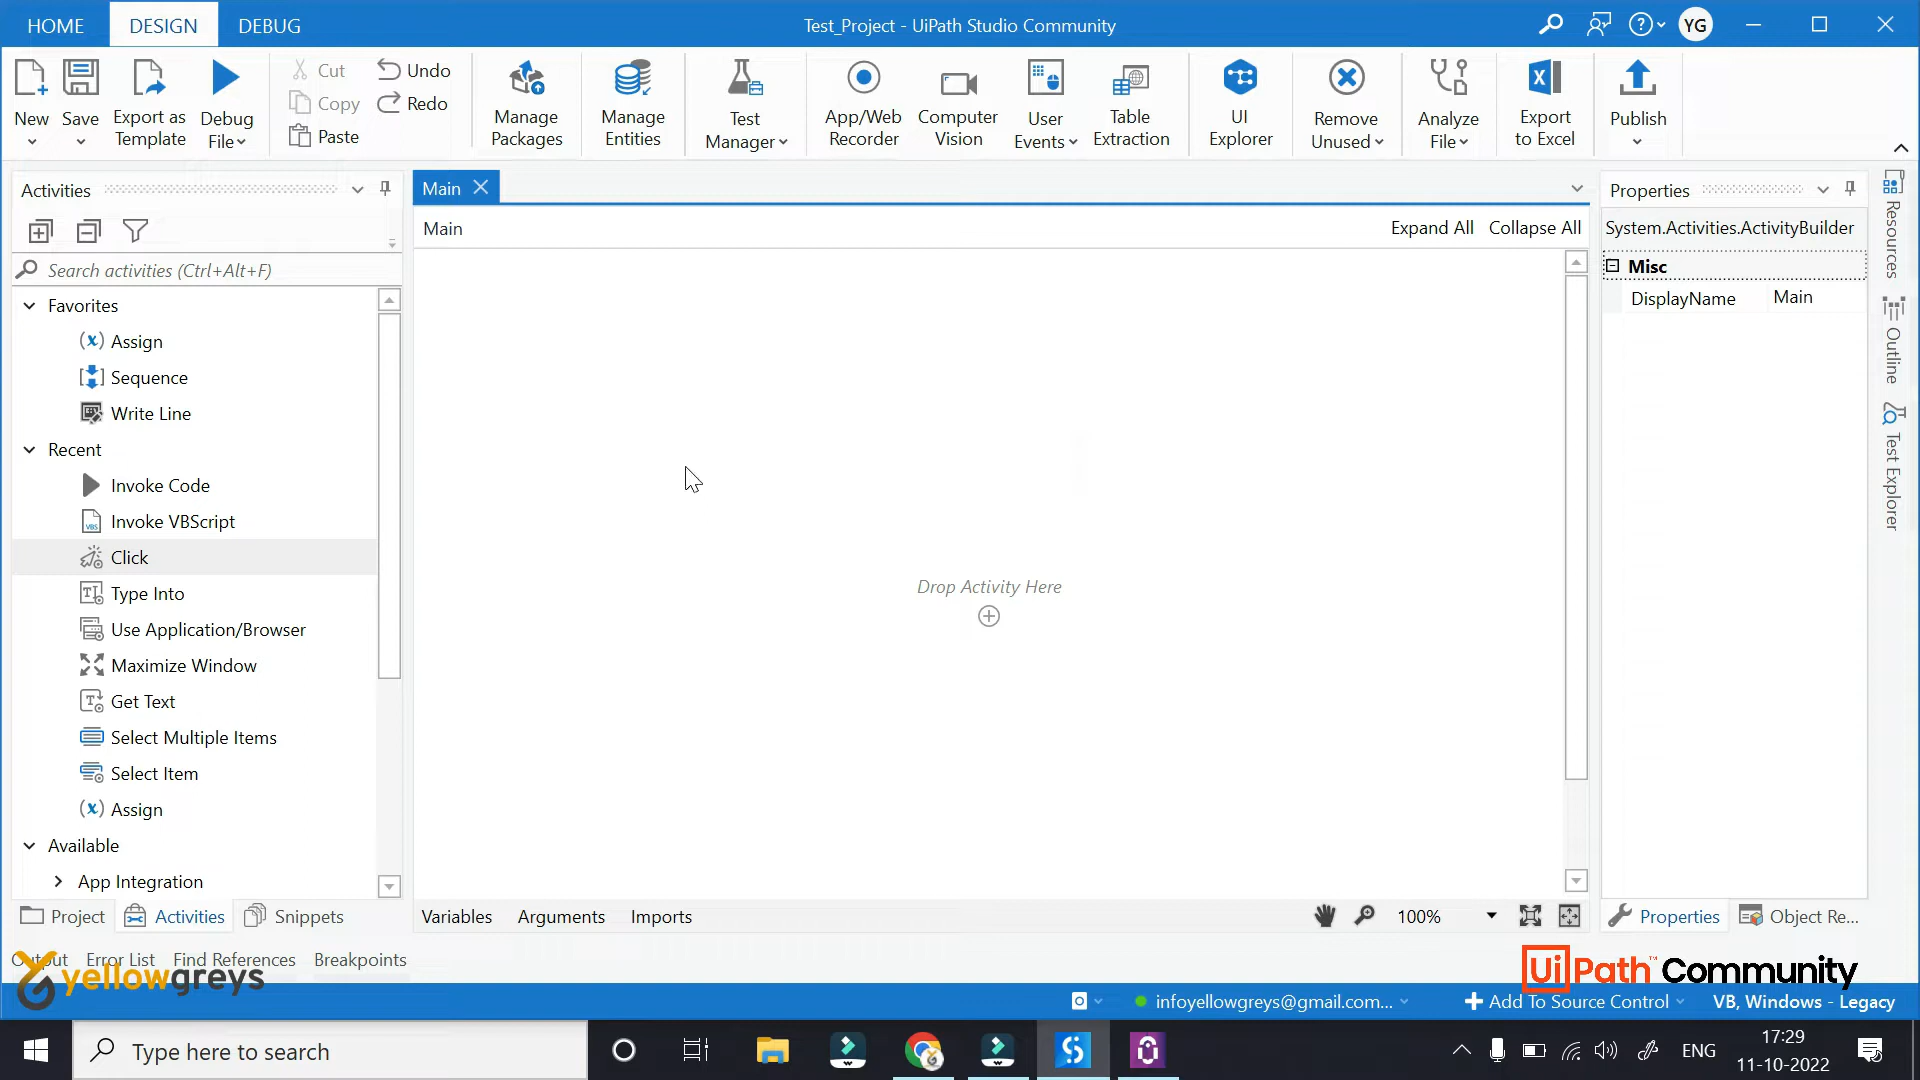 HOME DESIGN DEBUG Test_Project - UiPath Studio Community YG
New Save Export as Template Debug File
Cut Copy Paste Undo Redo
Manage Packages
Manage Entities
Test Manager
App/Web Recorder
Computer Vision
User Events
Table Extraction
UI Explorer
Remove Unused
Analyze File
Export to Excel
Publish
Activities
Search activities (Ctrl+Alt+F)
Favorites
Assign
Sequence
Write Line
Recent
Invoke Code
VBS Invoke VBScript
Click
Type Into
Use Application/Browser
Maximize Window
Get Text
Select Multiple Items
Select Item
Assign
Available
App Integration
Project Activities Snippets
Main
Main Expand All Collapse All
Drop Activity Here
Variables Arguments Imports 100%
Properties
System.Activities.ActivityBuilder
Misc
DisplayName Main
Properties Object Re...
Resources
Outline
Test Explorer
Output Error List Find References Breakpoints
yellowgreys
UiPath™ Community
infoyellowgreys@gmail.com... Add To Source Control VB, Windows - Legacy
Type here to search ENG 17:29
11-10-2022